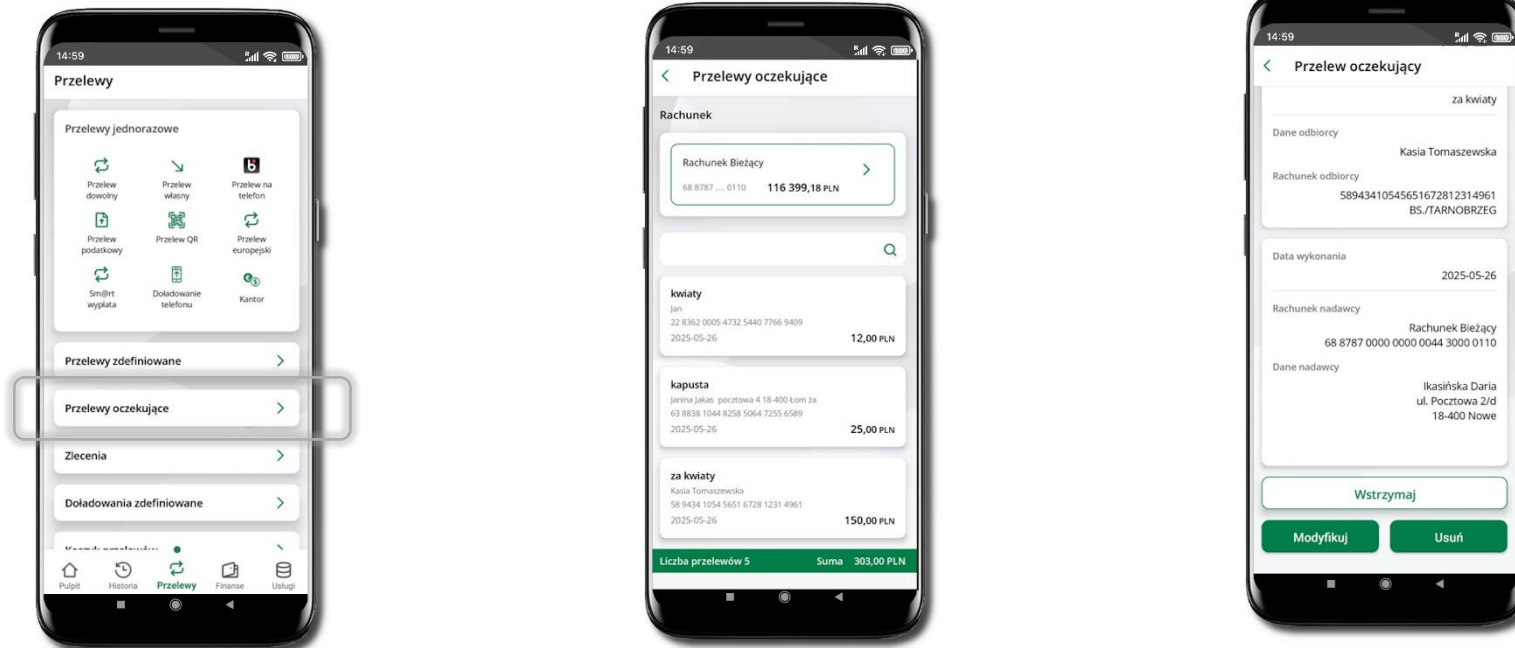 14:59
Przelewy
Przelewy jednorazowe
Przelew
dowolny
Przelew
własny
Przelew na
telefon
Przelew
podatkowy
Przelew QR
Przelew
europejski
Sm@rt
wypłata
Doładowanie
telefonu
Kantor
Przelewy zdefiniowane
Przelewy oczekujące
Zlecenia
Doładowania zdefiniowane
Koszyk przelewów
Pulpit
Historia
Przelewy
Finanse
Usługi
14:59
Przelewy oczekujące
Rachunek
Rachunek Bieżący
68 8787 .... 0110 116 399,18 PLN
kwiaty
Jan
22 8362 0005 4732 5440 7766 9409
2025-05-26 12,00 PLN
kapusta
Janina Jakas pocztowa 4 18-400 Łom ża
63 8838 1044 8258 5064 7255 6589
2025-05-26 25,00 PLN
za kwiaty
Kasia Tomaszewska
58 9434 1054 5651 6728 1231 4961
2025-05-26 150,00 PLN
Liczba przelewów 5 Suma 303,00 PLN
14:59
Przelew oczekujący
za kwiaty
Dane odbiorcy
Kasia Tomaszewska
Rachunek odbiorcy
58943410545651672812314961
BS./TARNOBRZEG
Data wykonania
2025-05-26
Rachunek nadawcy
Rachunek Bieżący
68 8787 0000 0000 0044 3000 0110
Dane nadawcy
Ikasińska Daria
ul. Pocztowa 2/d
18-400 Nowe
Wstrzymaj
Modyfikuj
Usuń